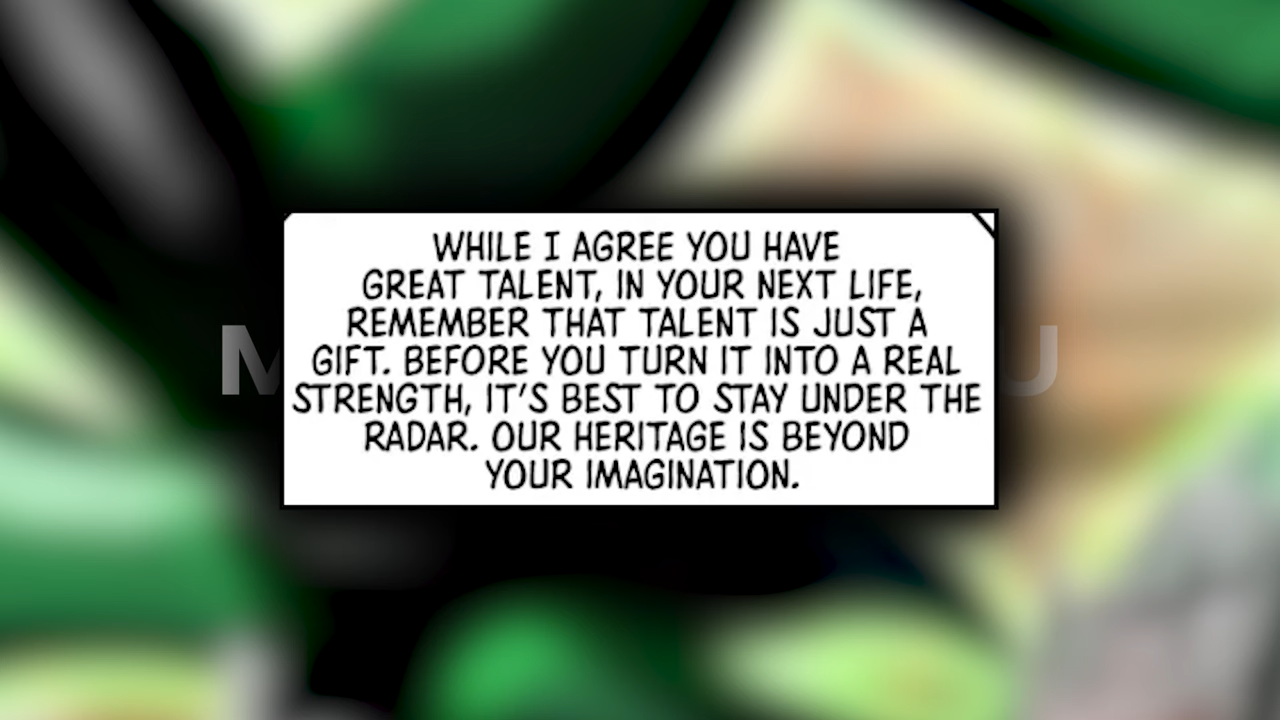 WHILE I AGREE YOU HAVE
GREAT TALENT, IN YOUR NEXT LIFE,
REMEMBER THAT TALENT IS JUST A
GIFT. BEFORE YOU TURN IT INTO A REAL
STRENGTH, IT'S BEST TO STAY UNDER THE
RADAR. OUR HERITAGE IS BEYOND
YOUR IMAGINATION.